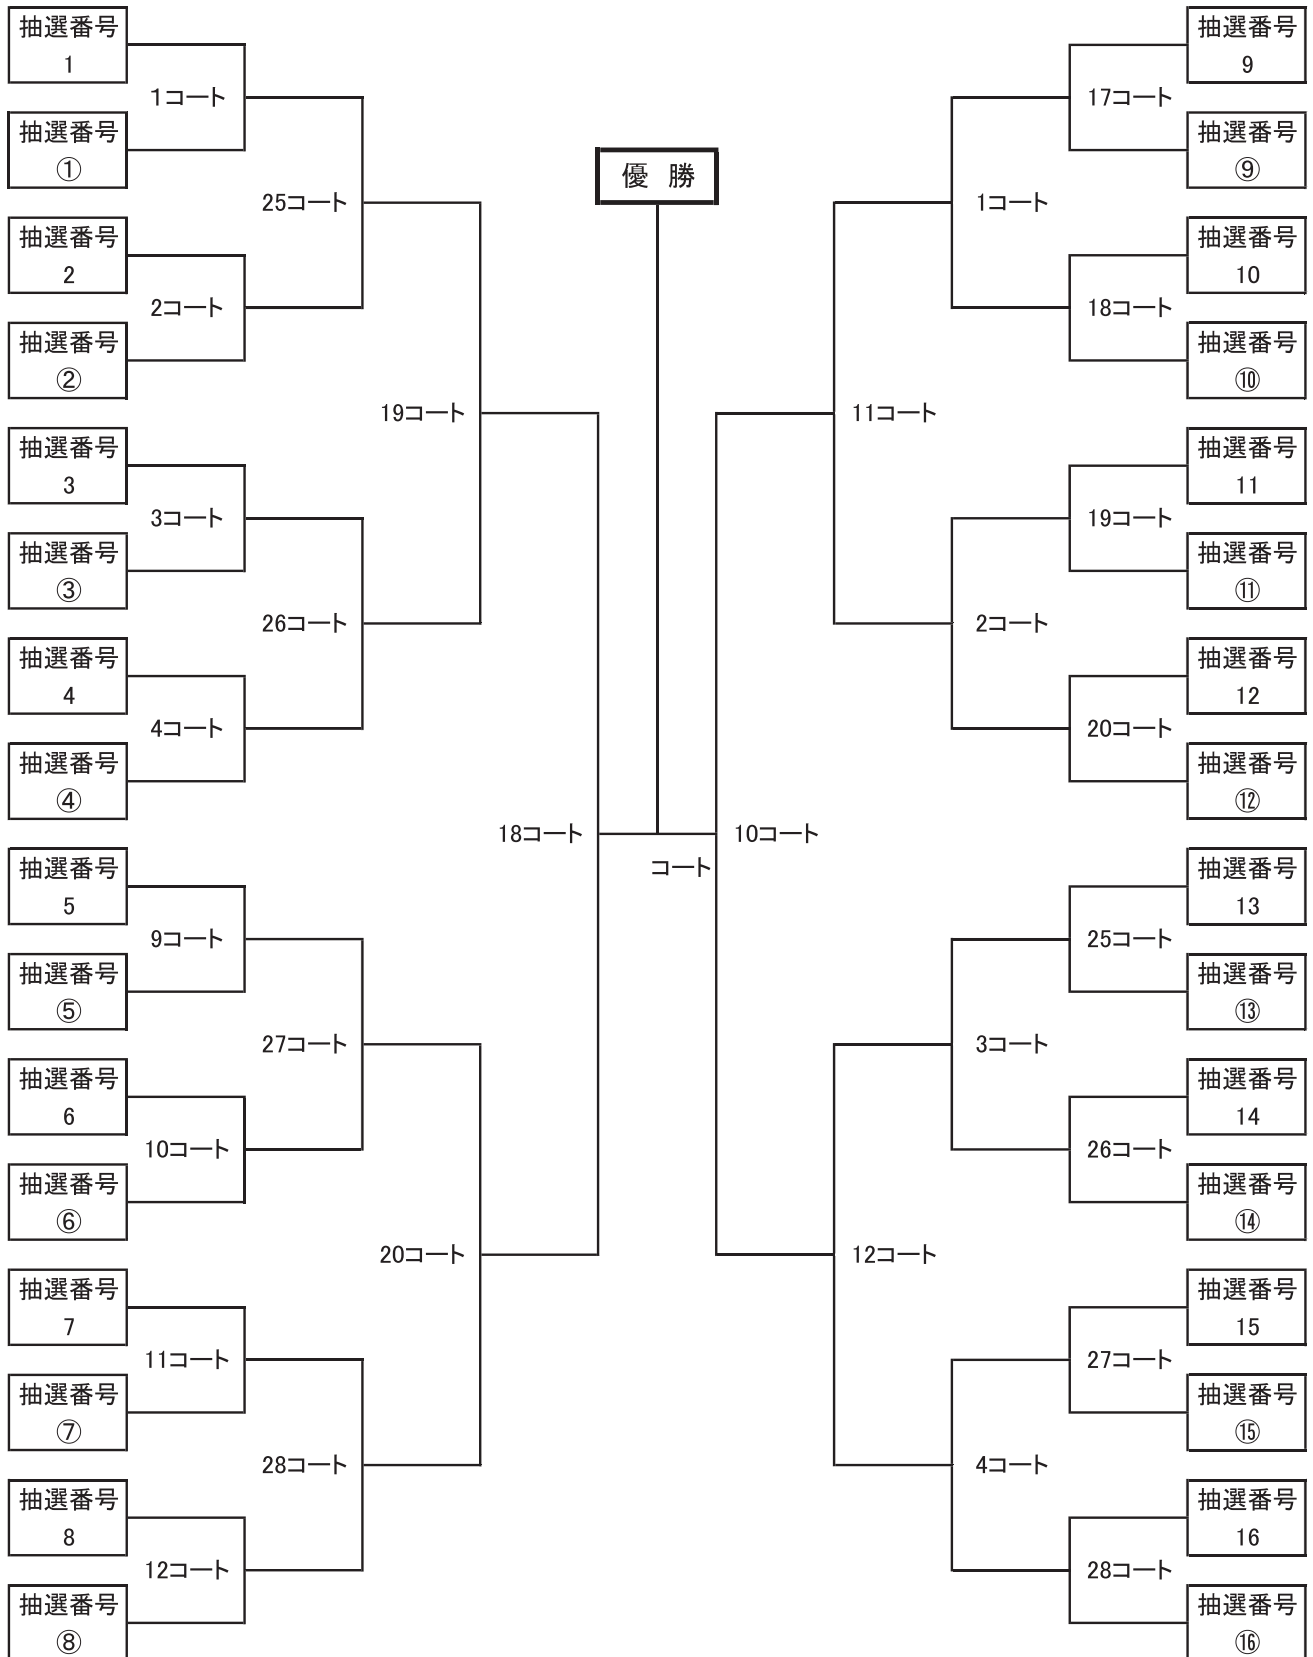 抽選番号
1
1コート
抽選番号
①
25コート
抽選番号
2
2コート
抽選番号
②
19コート
抽選番号
3
3コート
抽選番号
③
26コート
抽選番号
4
4コート
抽選番号
④
18コート
抽選番号
5
9コート
抽選番号
⑤
27コート
抽選番号
6
10コート
抽選番号
⑥
20コート
抽選番号
7
11コート
抽選番号
⑦
28コート
抽選番号
8
12コート
抽選番号
⑧
優 勝
コート
抽選番号
9
17コート
抽選番号
⑨
1コート
抽選番号
10
18コート
抽選番号
⑩
11コート
抽選番号
11
19コート
抽選番号
⑪
2コート
抽選番号
12
20コート
抽選番号
⑫
10コート
抽選番号
13
25コート
抽選番号
⑬
3コート
抽選番号
14
26コート
抽選番号
⑭
12コート
抽選番号
15
27コート
抽選番号
⑮
4コート
抽選番号
16
28コート
抽選番号
⑯